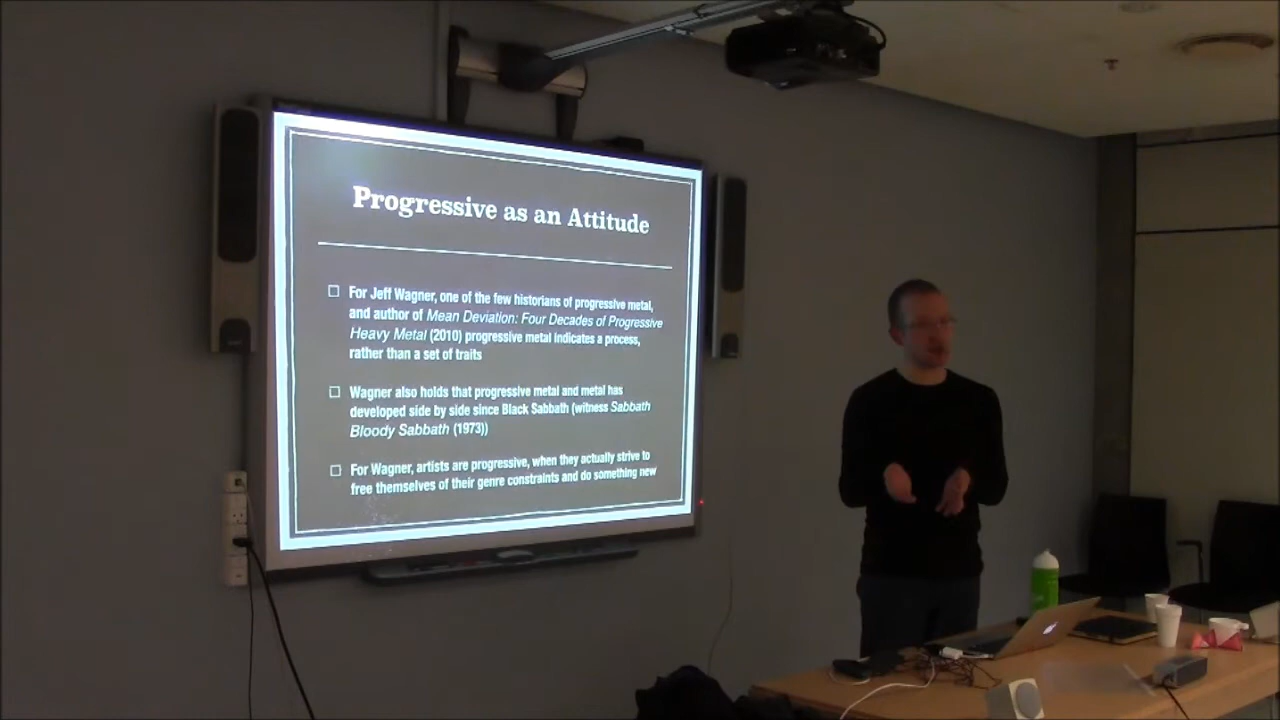 Progressive as an Attitude
☐ For Jeff Wagner, one of the few historians of progressive metal,
and author of Mean Deviation: Four Decades of Progressive
Heavy Metal (2010) progressive metal indicates a process,
rather than a set of traits
☐ Wagner also holds that progressive metal and metal has
developed side by side since Black Sabbath (witness Sabbath
Bloody Sabbath (1973))
☐ For Wagner, artists are progressive, when they actually strive to
free themselves of their genre constraints and do something new